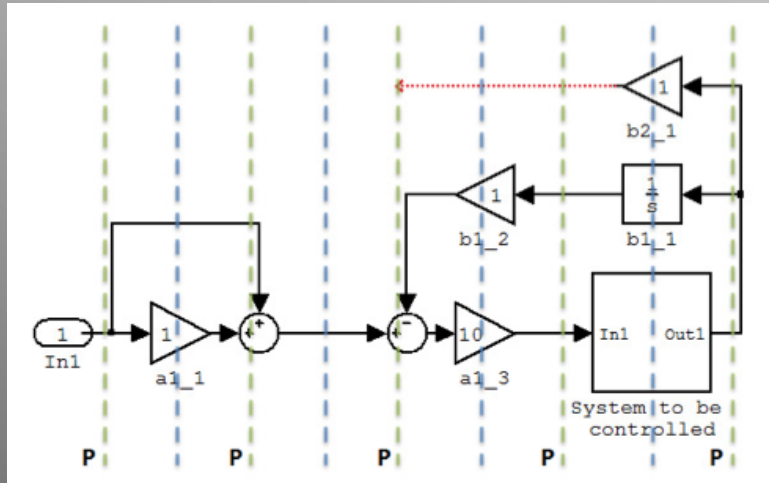 1
b2_1
1
s
1
b1_2
b1_1
1
In1
1
a1_1
+
+
−
+
10
a1_3
In1
Out1
System to be
controlled
P
P
P
P
P